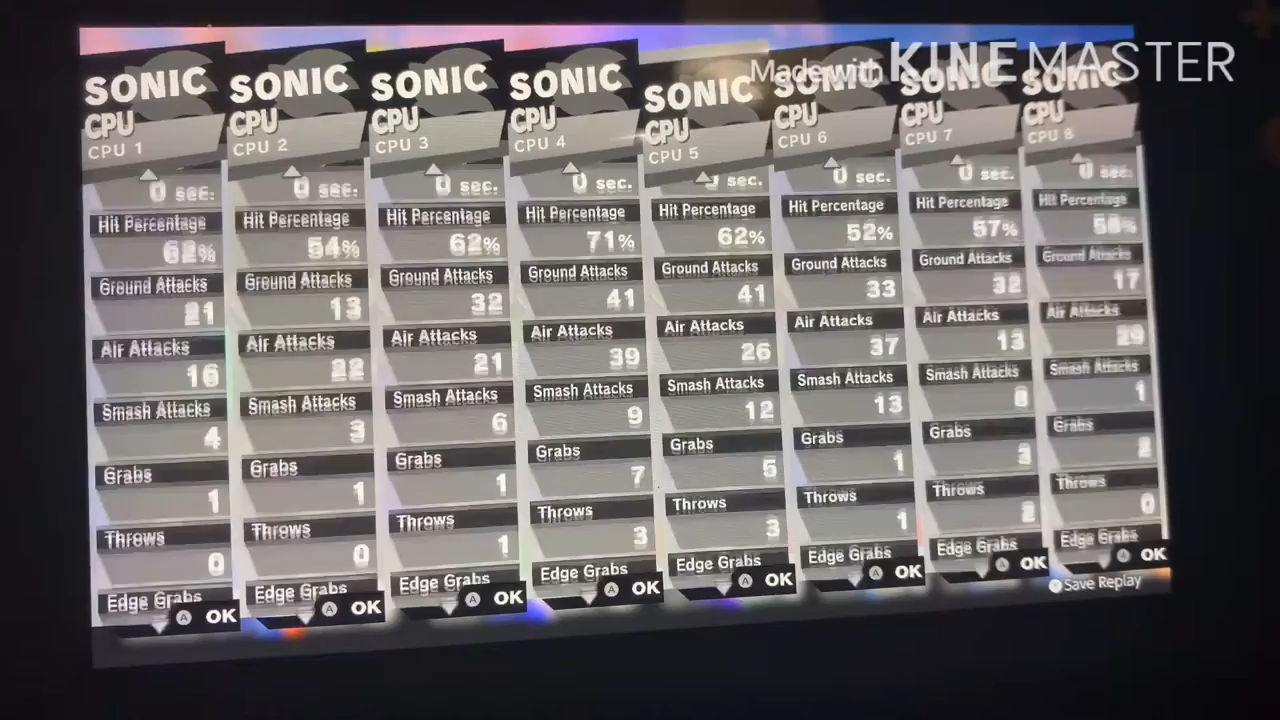 Made with KINEMASTER
SONIC SONIC SONIC SONIC SONIC SONIC SONIC SONIC
CPU CPU CPU CPU CPU CPU CPU CPU
CPU 1 CPU 2 CPU 3 CPU 4 CPU 5 CPU 6 CPU 7 CPU 8
0 sec. 0 sec. 0 sec. 0 sec. sec. 0 sec. 0 sec. 0 sec.
Hit Percentage Hit Percentage Hit Percentage Hit Percentage Hit Percentage Hit Percentage Hit Percentage Hit Percentage
62% 54% 62% 71% 62% 52% 57%
Ground Attacks Ground Attacks Ground Attacks Ground Attacks Ground Attacks Ground Attacks Ground Attacks Ground Attacks
21 13 32 41 41 33 32 17
Air Attacks Air Attacks Air Attacks Air Attacks Air Attacks Air Attacks Air Attacks Air Attacks
16 22 21 39 26 37 13 29
Smash Attacks Smash Attacks Smash Attacks Smash Attacks Smash Attacks Smash Attacks Smash Attacks Smash Attacks
4 3 6 9 12 13 1
Grabs Grabs Grabs Grabs Grabs Grabs Grabs Grabs
1 1 1 7 5 1 3 2
Throws Throws Throws Throws Throws Throws Throws Throws
0 0 1 3 3 1 2 0
Edge Grabs Edge Grabs Edge Grabs Edge Grabs Edge Grabs Edge Grabs Edge Grabs Edge Grabs
A OK A OK A OK A OK A OK A OK A OK A OK
Save Replay